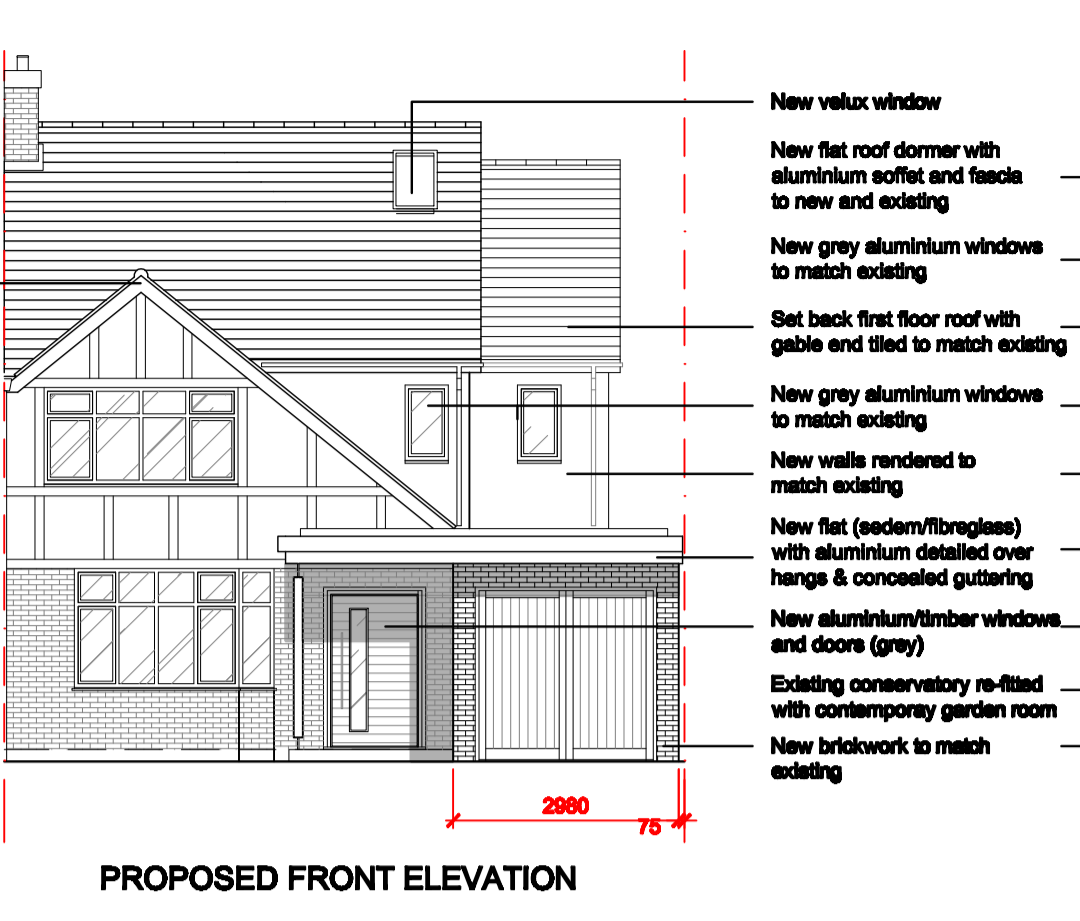 New velux window
New flat roof dormer with
aluminium soffet and fascia
to new and existing
New grey aluminium windows
to match existing
Set back first floor roof with
gable end tiled to match existing
New grey aluminium windows
to match existing
New walls rendered to
match existing
New flat (sedem/fibreglass)
with aluminium detailed over
hangs & concealed guttering
New aluminium/timber windows
and doors (grey)
Existing conservatory re-fitted
with contemporay garden room
New brickwork to match
existing
2980
75
PROPOSED FRONT ELEVATION